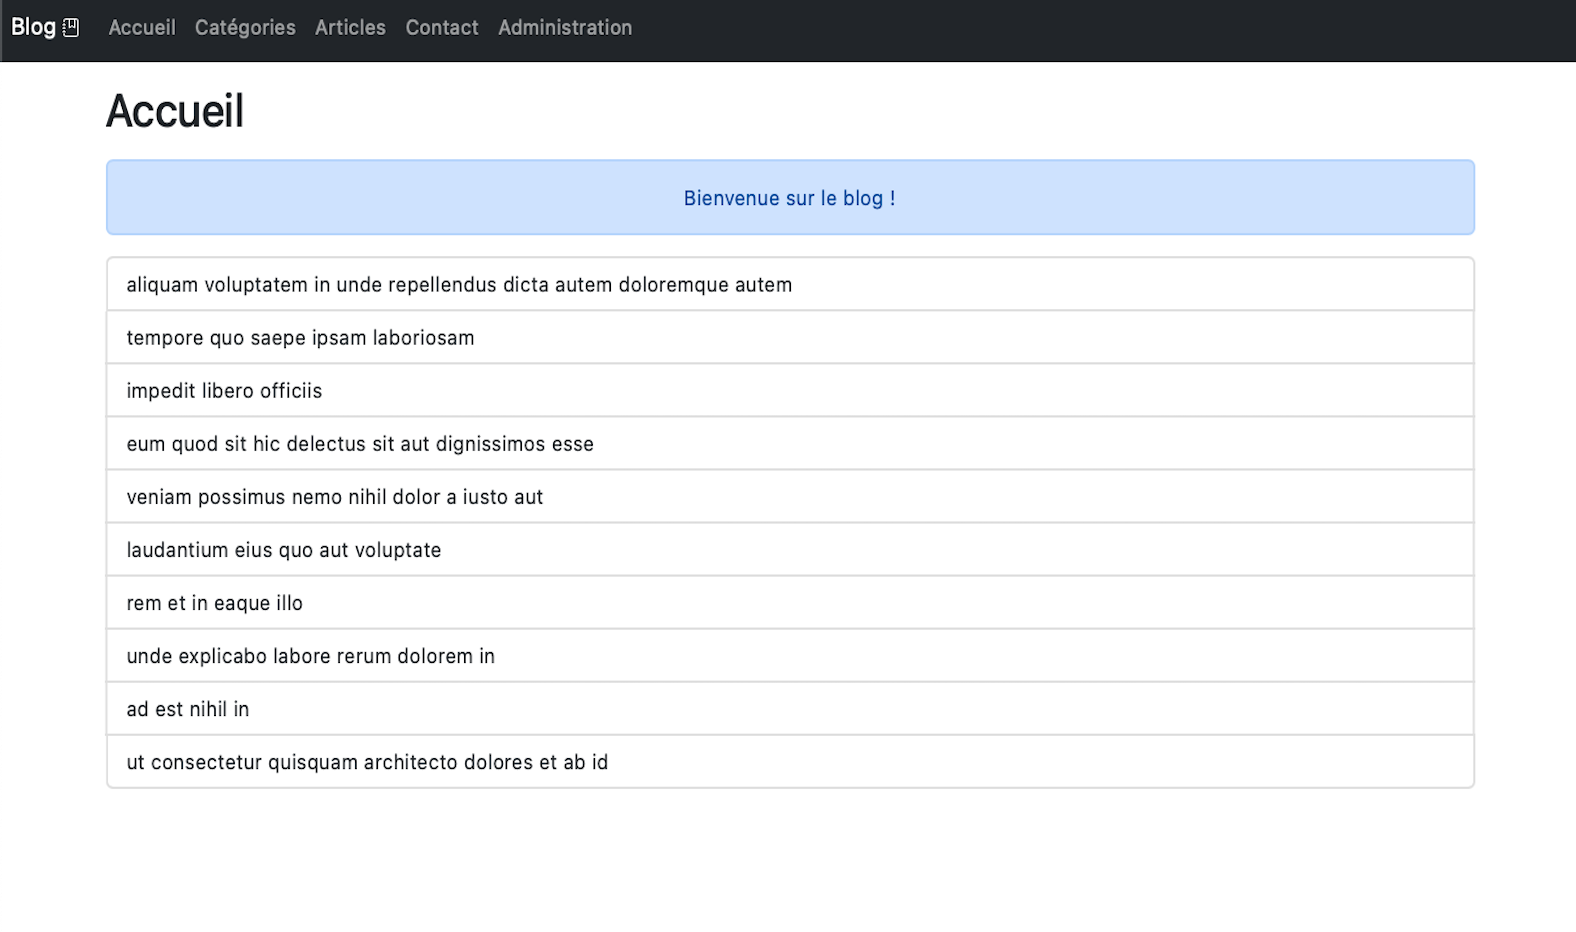 Blog Accueil Catégories Articles Contact Administration
Accueil
Bienvenue sur le blog !
aliquam voluptatem in unde repellendus dicta autem doloremque autem
tempore quo saepe ipsam laboriosam
impedit libero officiis
eum quod sit hic delectus sit aut dignissimos esse
veniam possimus nemo nihil dolor a iusto aut
laudantium eius quo aut voluptate
rem et in eaque illo
unde explicabo labore rerum dolorem in
ad est nihil in
ut consectetur quisquam architecto dolores et ab id